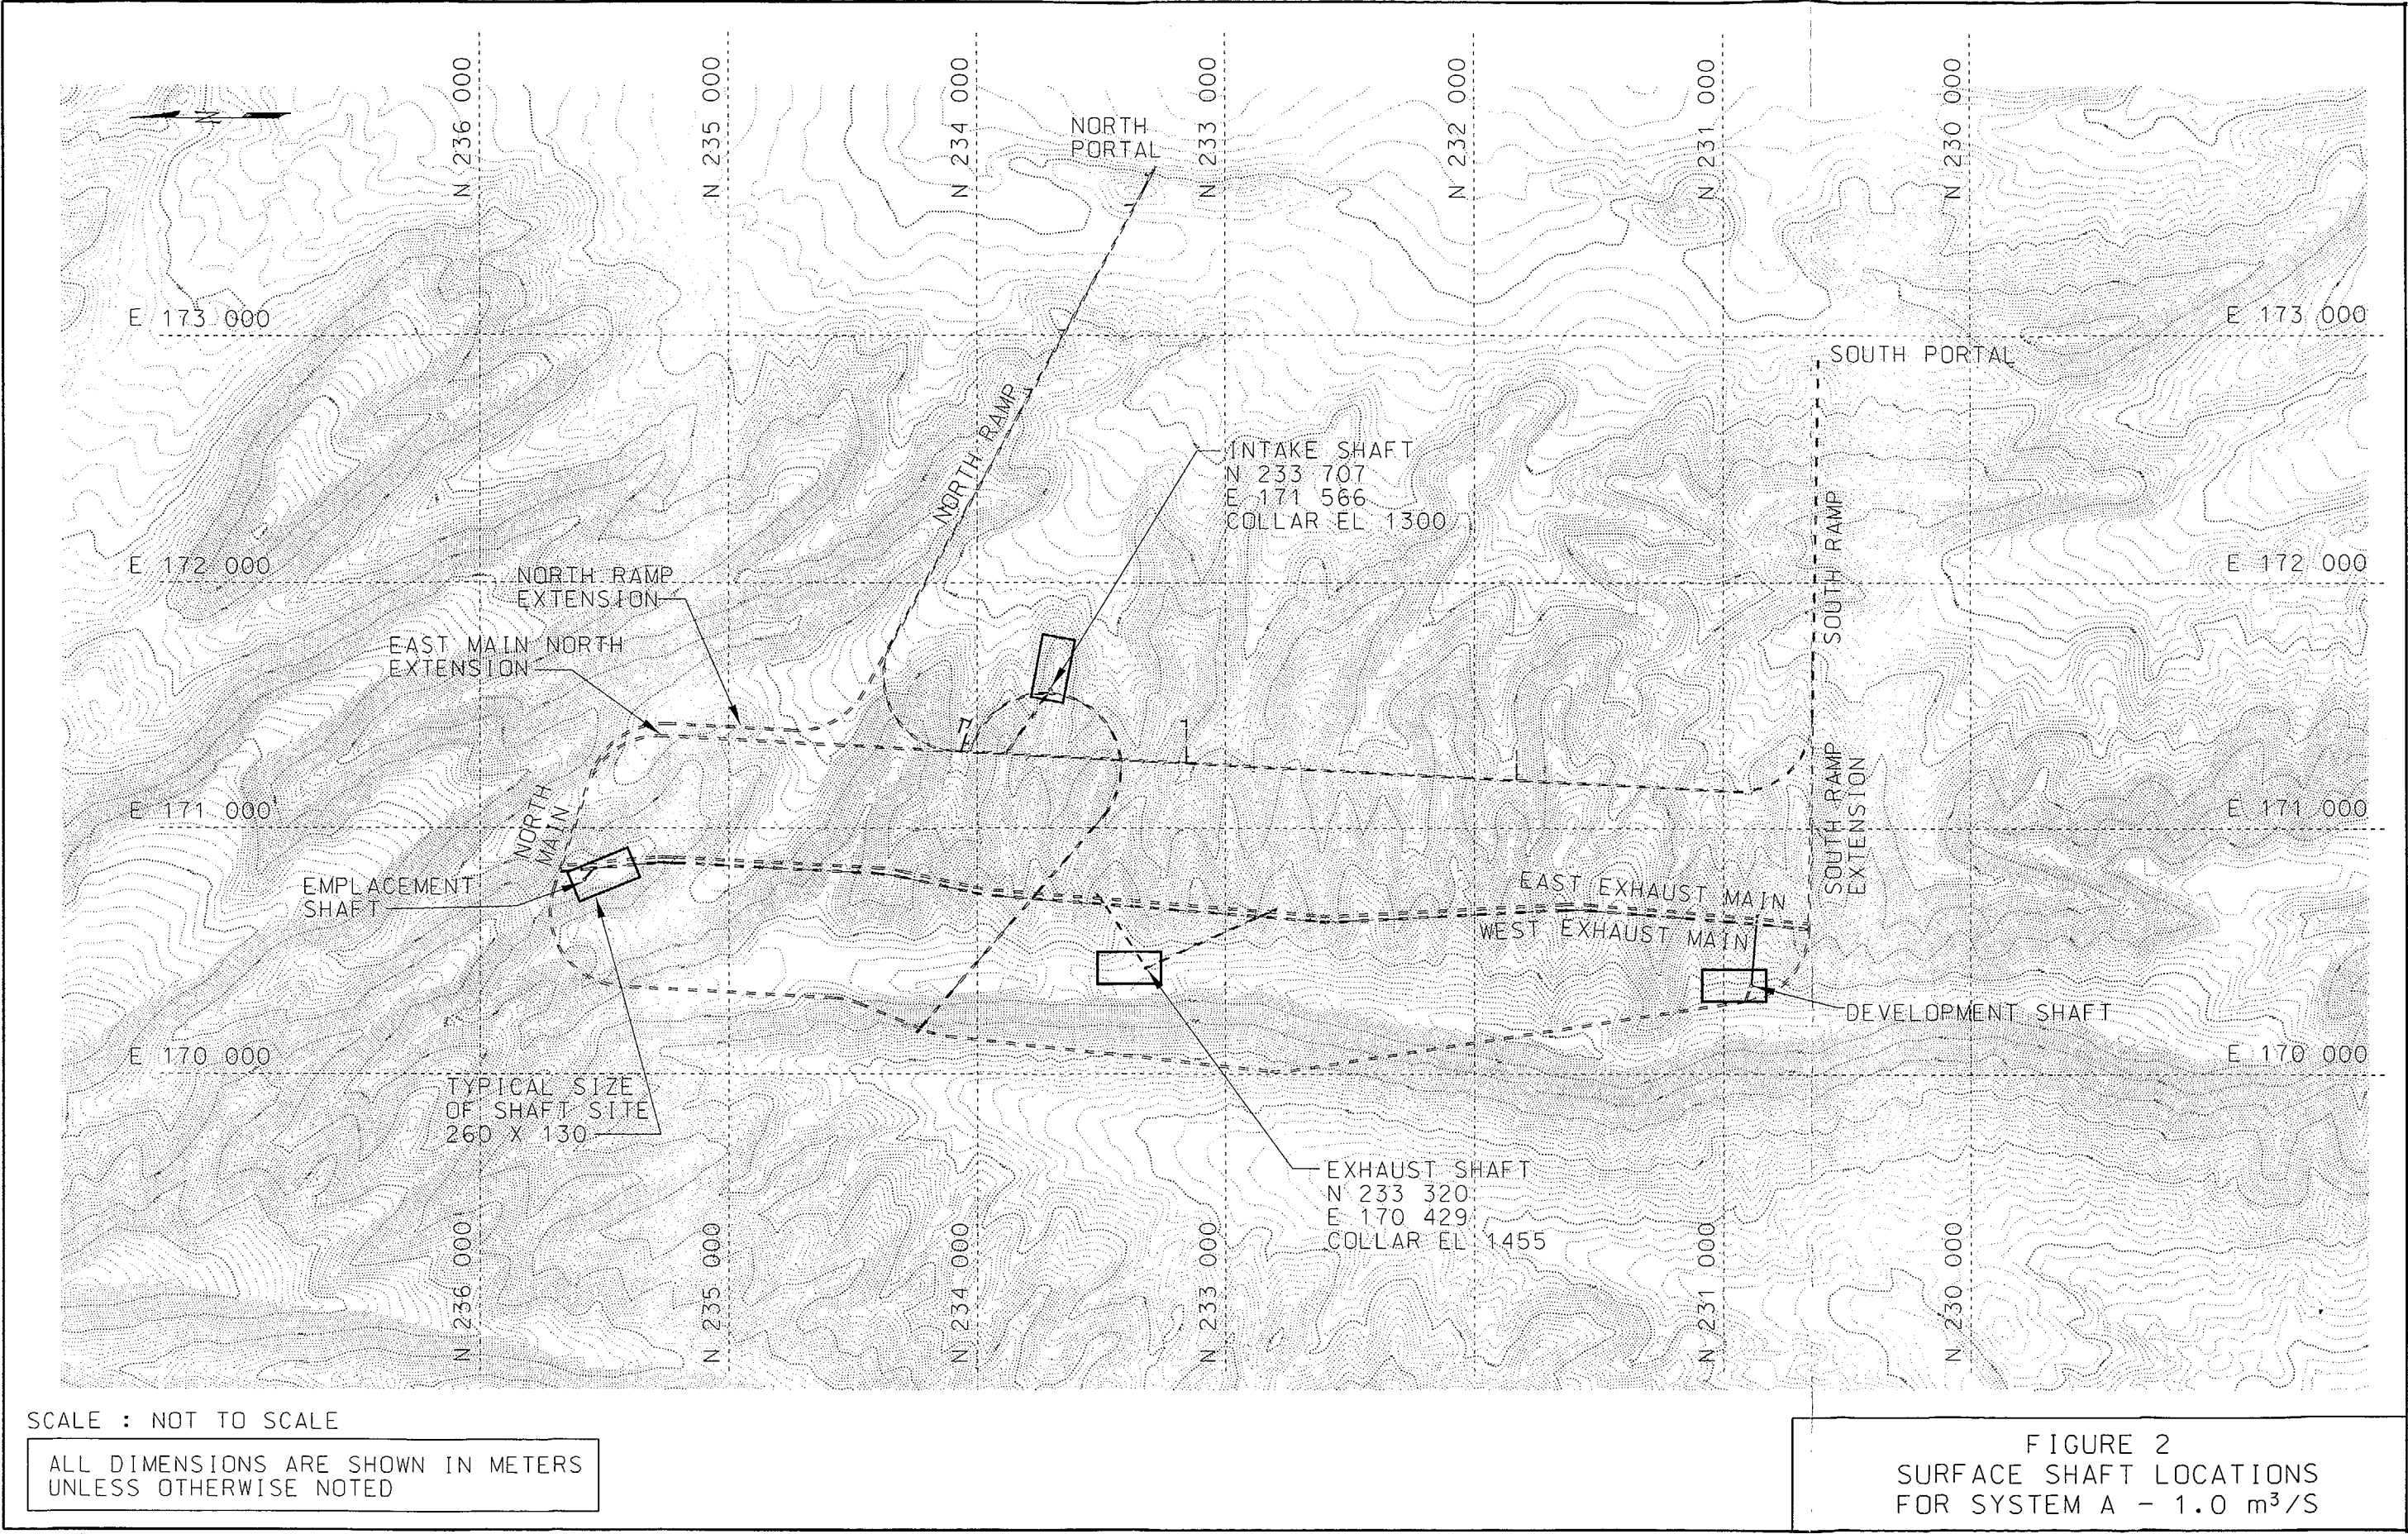 N
N 236 000
N 235 000
N 234 000
N 233 000
N 232 000
N 231 000
N 230 000
NORTH
PORTAL
E 173 000
E 173 000
SOUTH PORTAL
NORTH RAMP
INTAKE SHAFT
N 233 707
E 171 566
COLLAR EL 1300
SOUTH RAMP
E 172 000
E 172 000
NORTH RAMP
EXTENSION
EAST MAIN NORTH
EXTENSION
SOUTH RAMP
EXTENSION
E 171 000
E 171 000
NORTH
MAIN
EMPLACEMENT
SHAFT
EAST EXHAUST MAIN
WEST EXHAUST MAIN
DEVELOPMENT SHAFT
E 170 000
E 170 000
TYPICAL SIZE
OF SHAFT SITE
260 X 130
EXHAUST SHAFT
N 233 320
E 170 429
COLLAR EL 1455
N 236 000
N 235 000
N 234 000
N 233 000
N 231 000
N 230 000
SCALE : NOT TO SCALE
ALL DIMENSIONS ARE SHOWN IN METERS
UNLESS OTHERWISE NOTED
FIGURE 2
SURFACE SHAFT LOCATIONS
FOR SYSTEM A - 1.0 m³/S